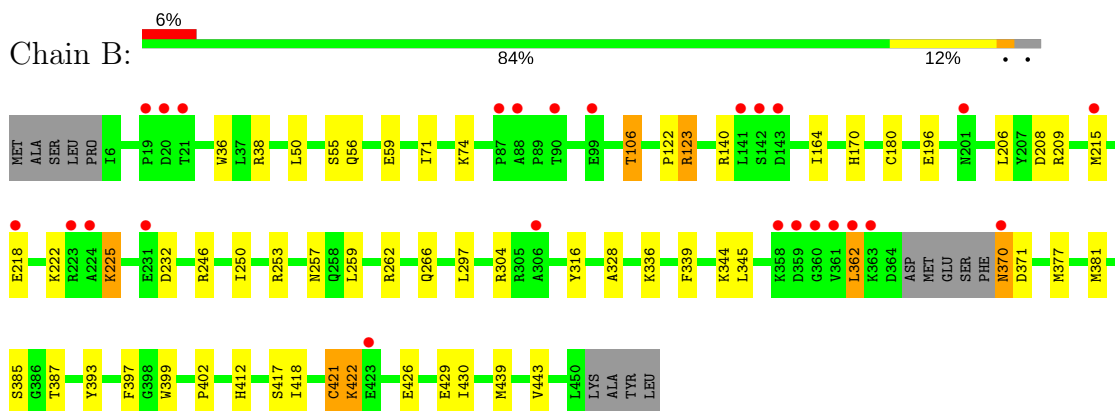 6%
Chain B:
84% 12% • •
MET ALA SER LEU PRO I6 P19 D20 T21 W36 L37 R38 L50 S55 Q56 E59 I71 K74 P87 A88 P89 T90 E99 T106 P122 R123 R140 L141 S142 D143 I164 H170 C180 E196 N201 L206 Y207 D208 R209 M215
E218 K222 R223 A224 K225 E231 D232 R246 I250 R253 N257 Q258 L259 R262 Q266 L297 R304 R305 A306 Y316 A328 K336 F339 K344 L345 K358 D359 G360 V361 L362 K363 D364 ASP MET GLU SER PHE N370 D371 M377 M381
S385 G386 T387 Y393 F397 G398 W399 P402 H412 S417 I418 C421 K422 E423 E426 E429 I430 M439 V443 L450 LYS ALA TYR LEU